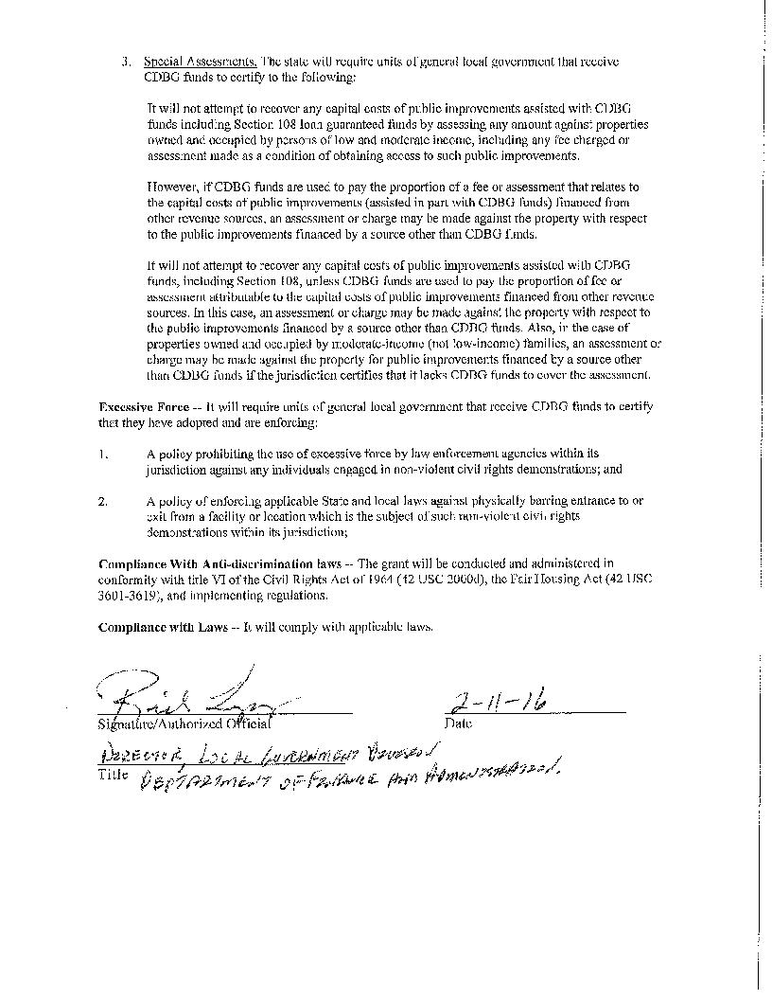 3. Special Assessments. The state will require units of general local government that receive
CDBG funds to certify to the following:
It will not attempt to recover any capital costs of public improvements assisted with CDBG
funds including Section 108 loan guaranteed funds by assessing any amount against properties
owned and occupied by persons of low and moderate income, including any fee charged or
assessment made as a condition of obtaining access to such public improvements.
However, if CDBG funds are used to pay the proportion of a fee or assessment that relates to
the capital costs of public improvements (assisted in part with CDBG funds) financed from
other revenue sources, an assessment or charge may be made against the property with respect
to the public improvements financed by a source other than CDBG funds.
It will not attempt to recover any capital costs of public improvements assisted with CDBG
funds, including Section 108, unless CDBG funds are used to pay the proportion of fee or
assessment attributable to the capital costs of public improvements financed from other revenue
sources. In this case, an assessment or charge may be made against the property with respect to
the public improvements financed by a source other than CDBG funds. Also, in the case of
properties owned and occupied by moderate-income (not low-income) families, an assessment or
charge may be made against the property for public improvements financed by a source other
than CDBG funds if the jurisdiction certifies that it lacks CDBG funds to cover the assessment.
Excessive Force -- It will require units of general local government that receive CDBG funds to certify
that they have adopted and are enforcing:
1. A policy prohibiting the use of excessive force by law enforcement agencies within its
jurisdiction against any individuals engaged in non-violent civil rights demonstrations; and
2. A policy of enforcing applicable State and local laws against physically barring entrance to or
exit from a facility or location which is the subject of such non-violent civil rights
demonstrations within its jurisdiction;
Compliance With Anti-discrimination laws -- The grant will be conducted and administered in
conformity with title VI of the Civil Rights Act of 1964 (42 USC 2000d), the Fair Housing Act (42 USC
3601-3619), and implementing regulations.
Compliance with Laws -- It will comply with applicable laws.
2-11-16
Signature/Authorized Official Date
DIRECTOR, LOCAL GOVERNMENT DIVISION
Title DEPARTMENT OF FINANCE AND ADMINISTRATION